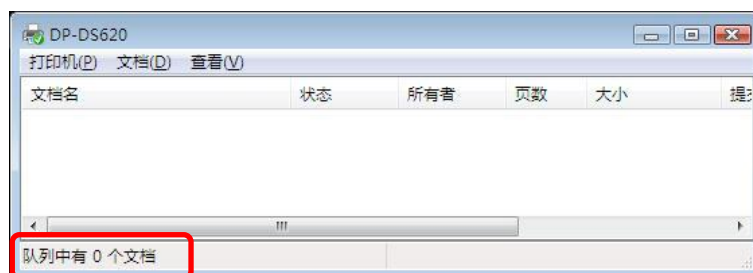 DP-DS620
打印机(P) 文档(D) 查看(V)
文档名 状态 所有者 页数 大小
队列中有 0 个文档